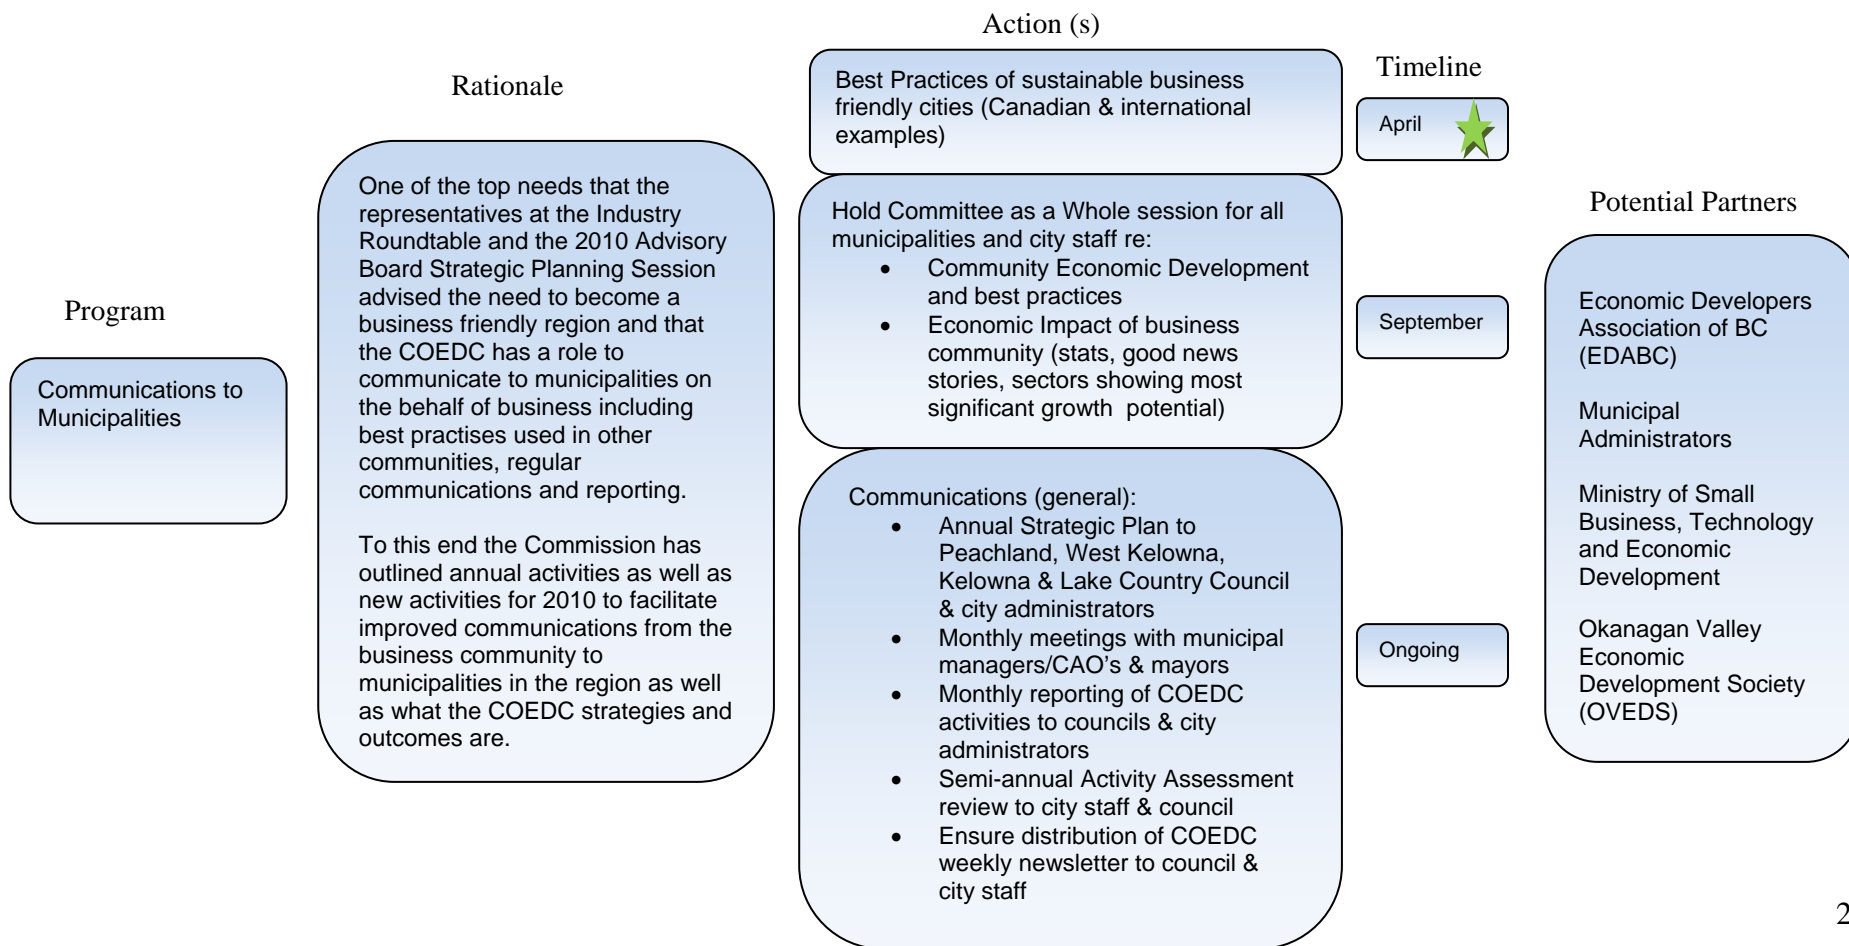 Program
Communications to
Municipalities
Rationale
One of the top needs that the
representatives at the Industry
Roundtable and the 2010 Advisory
Board Strategic Planning Session
advised the need to become a
business friendly region and that
the COEDC has a role to
communicate to municipalities on
the behalf of business including
best practises used in other
communities, regular
communications and reporting.
To this end the Commission has
outlined annual activities as well as
new activities for 2010 to facilitate
improved communications from the
business community to
municipalities in the region as well
as what the COEDC strategies and
outcomes are.
Action (s)
Best Practices of sustainable business
friendly cities (Canadian & international
examples)
Hold Committee as a Whole session for all
municipalities and city staff re:
• Community Economic Development
and best practices
• Economic Impact of business
community (stats, good news
stories, sectors showing most
significant growth potential)
Communications (general):
• Annual Strategic Plan to
Peachland, West Kelowna,
Kelowna & Lake Country Council
& city administrators
• Monthly meetings with municipal
managers/CAO's & mayors
• Monthly reporting of COEDC
activities to councils & city
administrators
• Semi-annual Activity Assessment
review to city staff & council
• Ensure distribution of COEDC
weekly newsletter to council &
city staff
Timeline
April
September
Ongoing
Potential Partners
Economic Developers
Association of BC
(EDABC)
Municipal
Administrators
Ministry of Small
Business, Technology
and Economic
Development
Okanagan Valley
Economic
Development Society
(OVEDS)
2